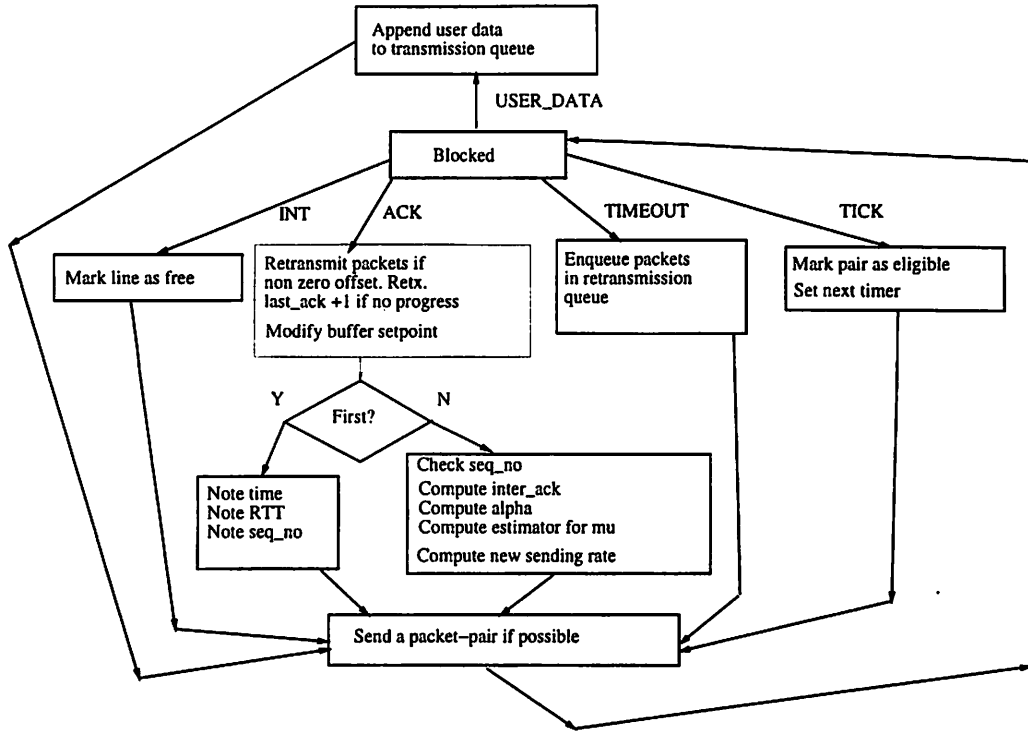 Append user data
to transmission queue
USER_DATA
Blocked
INT
ACK
TIMEOUT
TICK
Mark line as free
Retransmit packets if
non zero offset. Retx.
last_ack +1 if no progress
Modify buffer setpoint
Enqueue packets
in retransmission
queue
Mark pair as eligible
Set next timer
Y
First?
N
Note time
Note RTT
Note seq_no
Check seq_no
Compute inter_ack
Compute alpha
Compute estimator for mu
Compute new sending rate
Send a packet-pair if possible